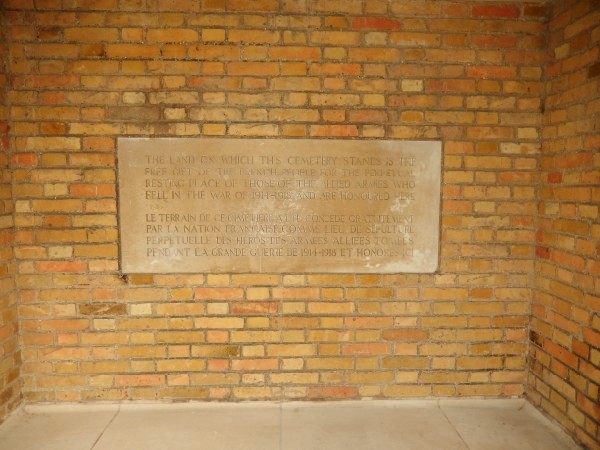 THE LAND ON WHICH THIS CEMETERY STANDS IS THE
FREE GIFT OF THE FRENCH PEOPLE FOR THE PERPETUAL
RESTING PLACE OF THOSE OF THE ALLIED ARMIES WHO
FELL IN THE WAR OF 1914-1918 AND ARE HONOURED HERE
LE TERRAIN DE CE CIMETIERE A ETE CONCEDE GRATUITEMENT
PAR LA NATION FRANÇAISE COMME LIEU DE SEPULTURE
PERPETUELLE DES HEROS DES ARMEES ALLIEES TOMBES
PENDANT LA GRANDE GUERRE DE 1914-1918 ET HONORES ICI